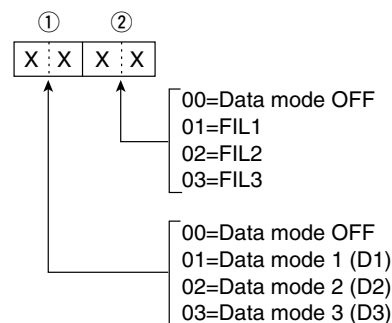 ① ②
X X X X
00=Data mode OFF
01=FIL1
02=FIL2
03=FIL3
00=Data mode OFF
01=Data mode 1 (D1)
02=Data mode 2 (D2)
03=Data mode 3 (D3)